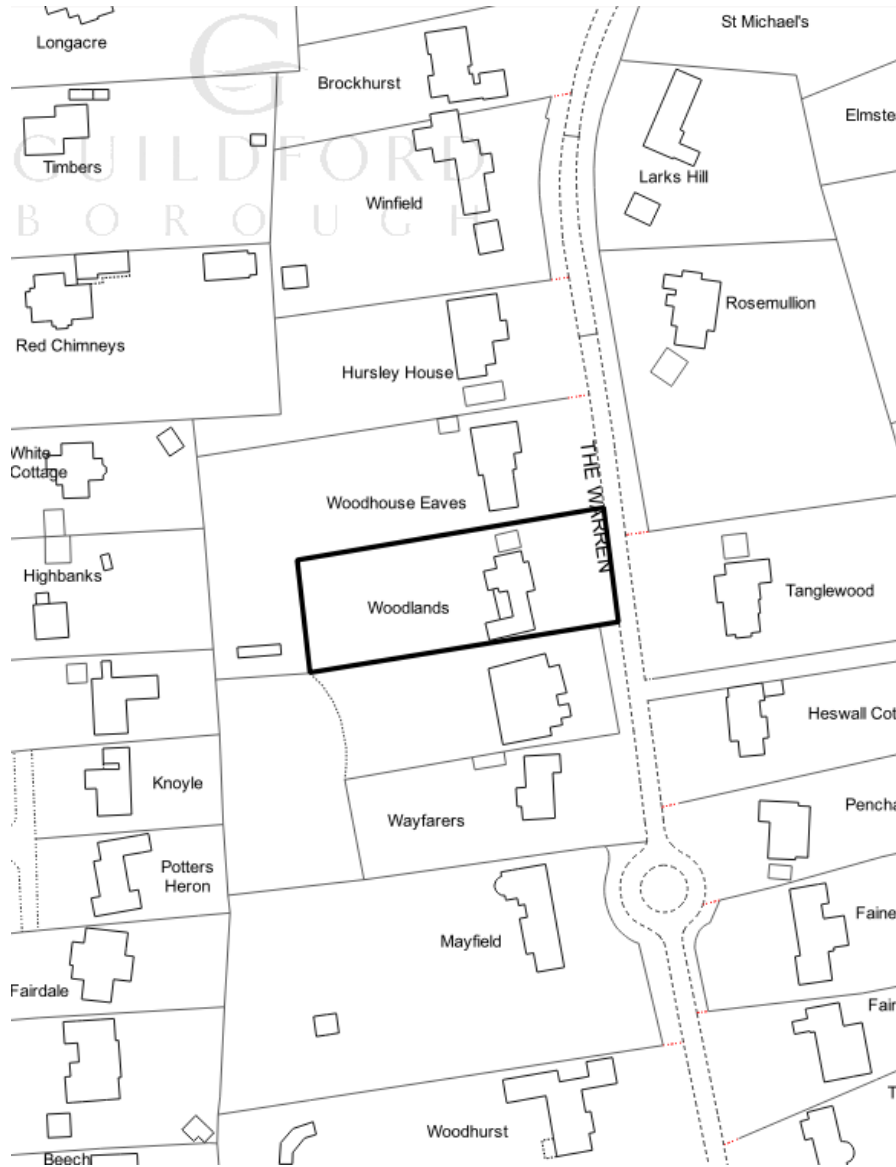 Longacre
St Michael's
Brockhurst
Elmste
Timbers
GUILDFORD
BOROUGH
Larks Hill
Winfield
Rosemullion
Red Chimneys
Hursley House
THE WARREN
White
Cottage
Woodhouse Eaves
Highbanks
Woodlands
Tanglewood
Heswall Cot
Knoyle
Pencha
Wayfarers
Potters
Heron
Faine
Mayfield
Fairdale
Fair
T
Woodhurst
Beech